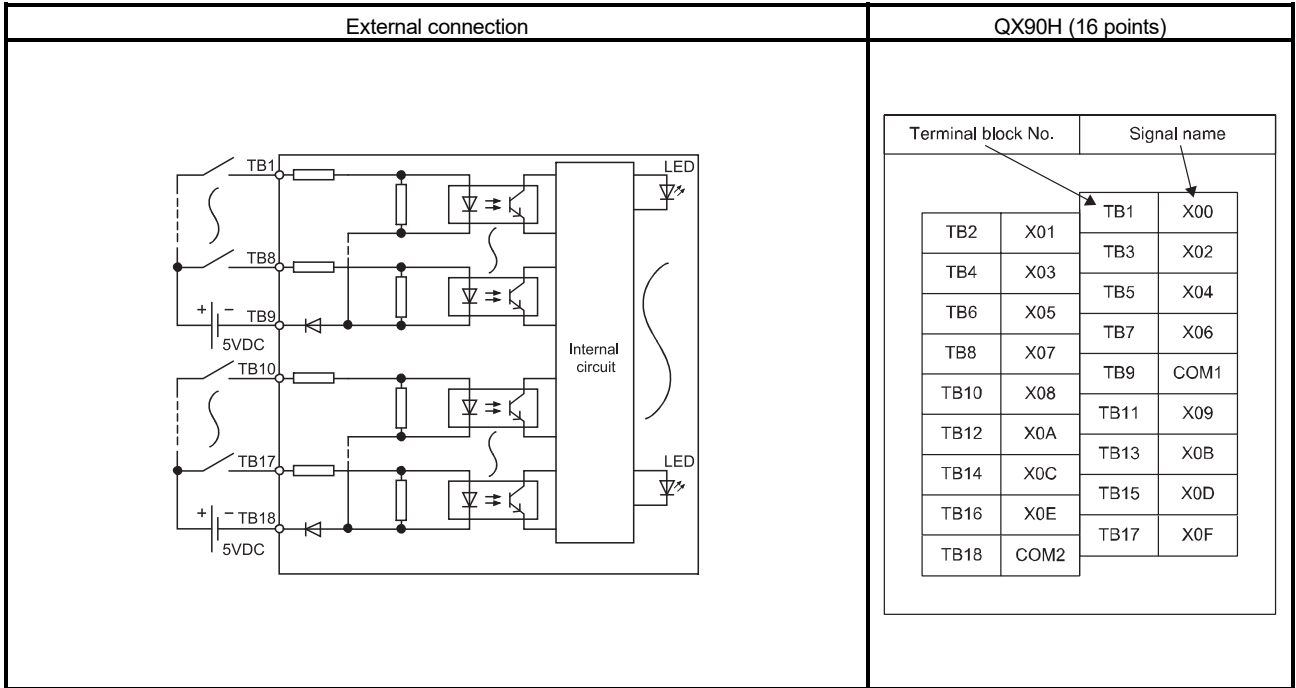 External connection
QX90H (16 points)
TB1
LED
TB8
+ −
TB9
5VDC
TB10
Internal
circuit
TB17
LED
+ −
TB18
5VDC
Terminal block No. Signal name
TB1 X00
TB2 X01
TB3 X02
TB4 X03
TB5 X04
TB6 X05
TB7 X06
TB8 X07
TB9 COM1
TB10 X08
TB11 X09
TB12 X0A
TB13 X0B
TB14 X0C
TB15 X0D
TB16 X0E
TB17 X0F
TB18 COM2